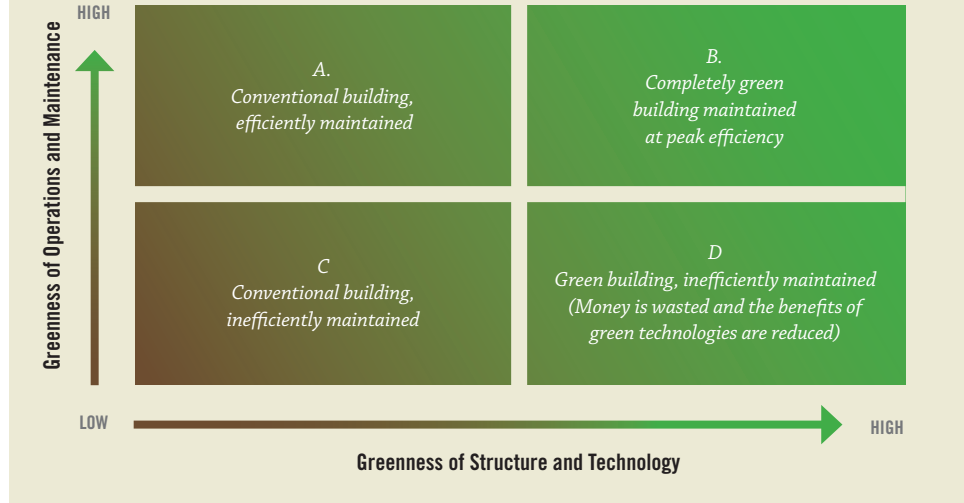 HIGH
Greenness of Operations and Maintenance
A.
Conventional building,
efficiently maintained
B.
Completely green
building maintained
at peak efficiency
C
Conventional building,
inefficiently maintained
D
Green building, inefficiently maintained
(Money is wasted and the benefits of
green technologies are reduced)
LOW
HIGH
Greenness of Structure and Technology